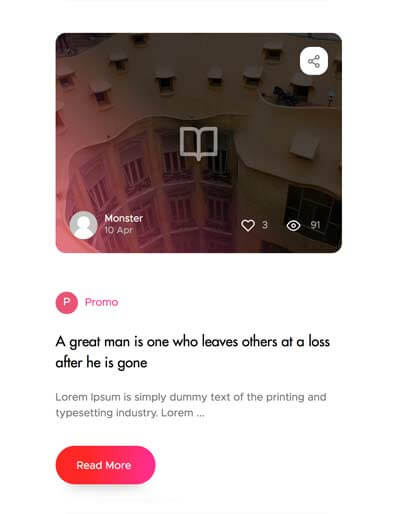 Monster
10 Apr
3
91
P
Promo
A great man is one who leaves others at a loss
after he is gone
Lorem Ipsum is simply dummy text of the printing and
typesetting industry. Lorem ...
Read More